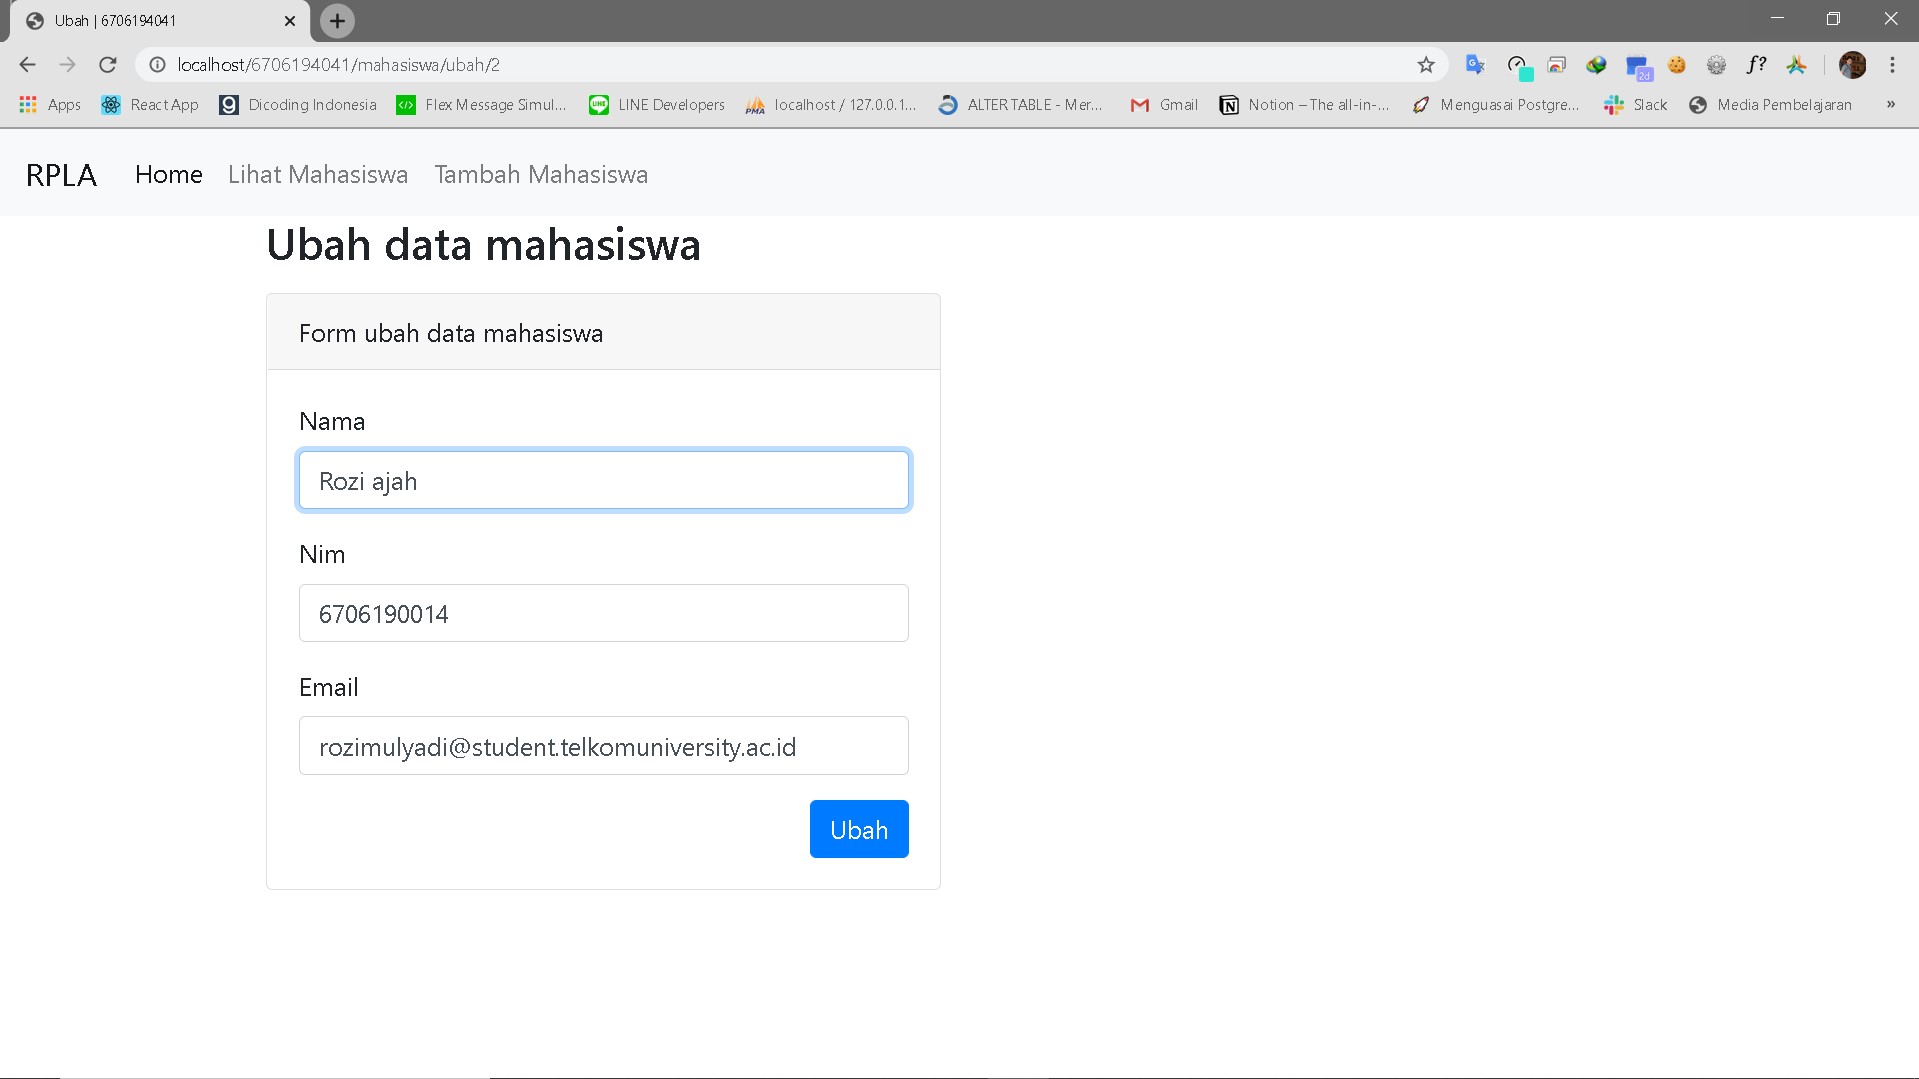 Ubah | 6706194041
localhost/6706194041/mahasiswa/ubah/2
2d
f?
Apps
React App
Dicoding Indonesia
Flex Message Simul...
LINE Developers
localhost / 127.0.0.1...
ALTER TABLE - Mer...
Gmail
Notion – The all-in-...
Menguasai Postgre...
Slack
Media Pembelajaran
»
RPLA
Home
Lihat Mahasiswa
Tambah Mahasiswa
Ubah data mahasiswa
Form ubah data mahasiswa
Nama
Rozi ajah
Nim
6706190014
Email
rozimulyadi@student.telkomuniversity.ac.id
Ubah